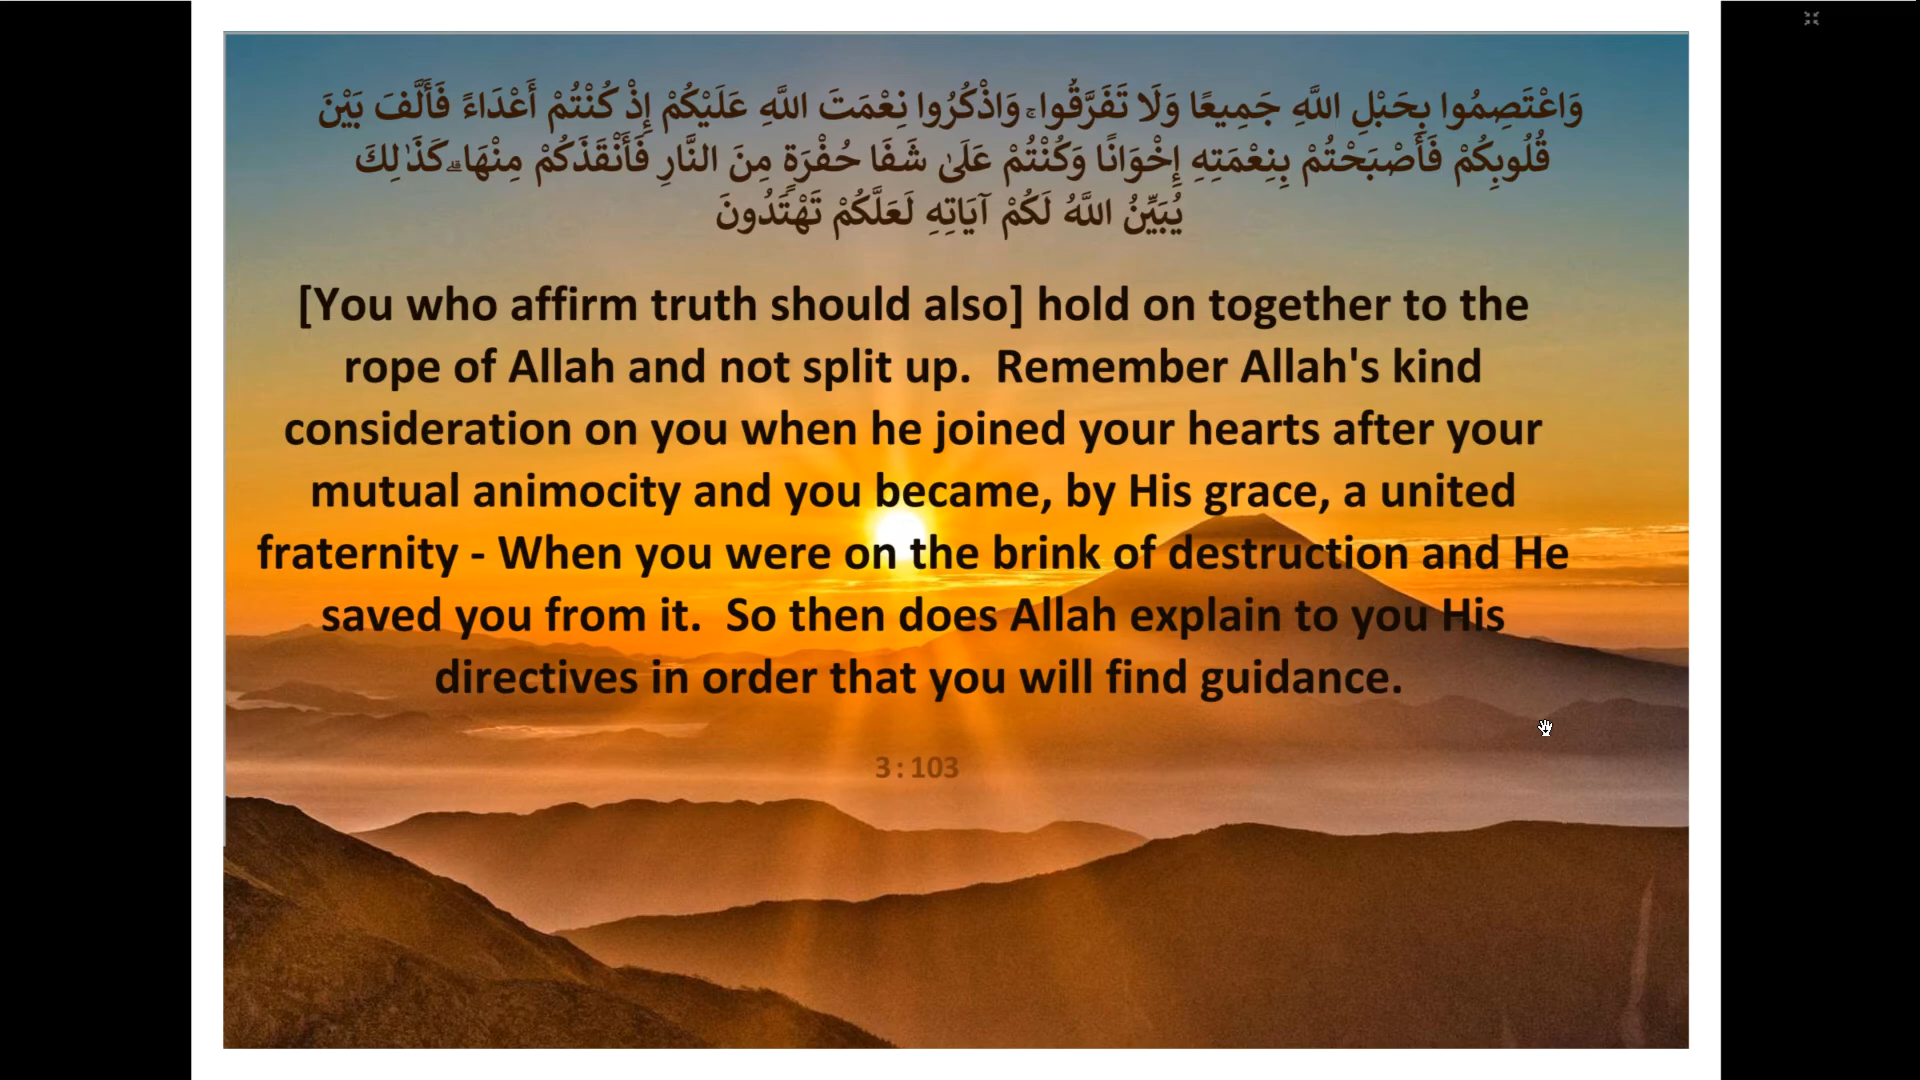 وَاعْتَصِمُوا بِحَبْلِ اللَّهِ جَمِيعًا وَلَا تَفَرَّقُوا ۚ وَاذْكُرُوا نِعْمَتَ اللَّهِ عَلَيْكُمْ إِذْ كُنْتُمْ أَعْدَاءً فَأَلَّفَ بَيْنَ
قُلُوبِكُمْ فَأَصْبَحْتُمْ بِنِعْمَتِهِ إِخْوَانًا وَكُنْتُمْ عَلَىٰ شَفَا حُفْرَةٍ مِنَ النَّارِ فَأَنْقَذَكُمْ مِنْهَا ۗ كَذَٰلِكَ
يُبَيِّنُ اللَّهُ لَكُمْ آيَاتِهِ لَعَلَّكُمْ تَهْتَدُونَ
[You who affirm truth should also] hold on together to the
rope of Allah and not split up.  Remember Allah's kind
consideration on you when he joined your hearts after your
mutual animocity and you became, by His grace, a united
fraternity - When you were on the brink of destruction and He
saved you from it.  So then does Allah explain to you His
directives in order that you will find guidance.
3 : 103